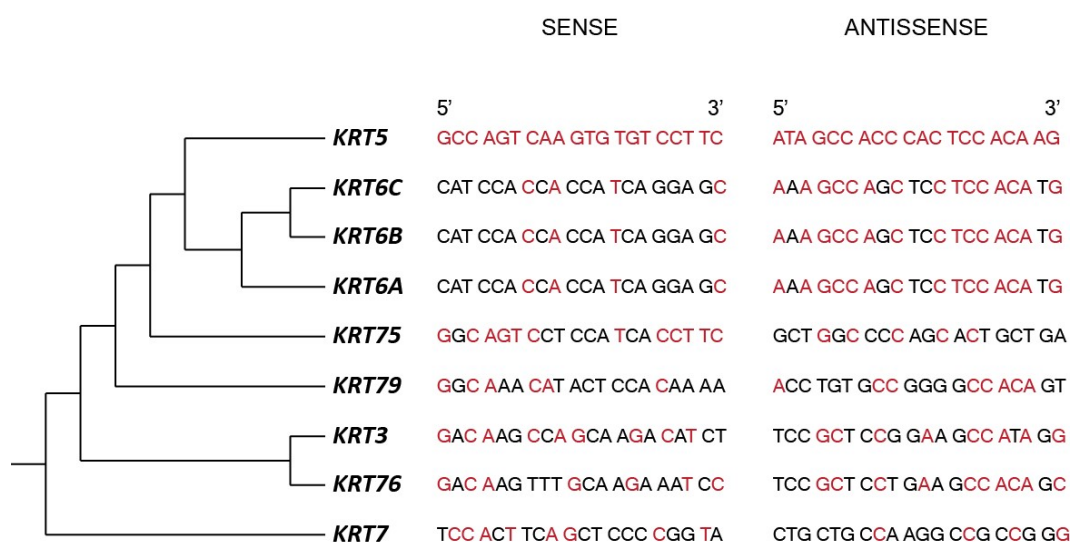 SENSE ANTISSENSE
5’ 3’ 5’ 3’
KRT5 GCC AGT CAA GTG TGT CCT TC ATA GCC ACC CAC TCC ACA AG
KRT6C CAT CCA CCA CCA TCA GGA GC AAA GCC AGC TCC TCC ACA TG
KRT6B CAT CCA CCA CCA TCA GGA GC AAA GCC AGC TCC TCC ACA TG
KRT6A CAT CCA CCA CCA TCA GGA GC AAA GCC AGC TCC TCC ACA TG
KRT75 GGC AGT CCT CCA TCA CCT TC GCT GGC CCC AGC ACT GCT GA
KRT79 GGC AAA CAT ACT CCA CAA AA ACC TGT GCC GGG GCC ACA GT
KRT3 GAC AAG CCA GCA AGA CAT CT TCC GCT CCG GAA GCC ATA GG
KRT76 GAC AAG TTT GCA AGA AAT CC TCC GCT CCT GAA GCC ACA GC
KRT7 TCC ACT TCA GCT CCC CGG TA CTG CTG CCA AGG CCG CCG GG